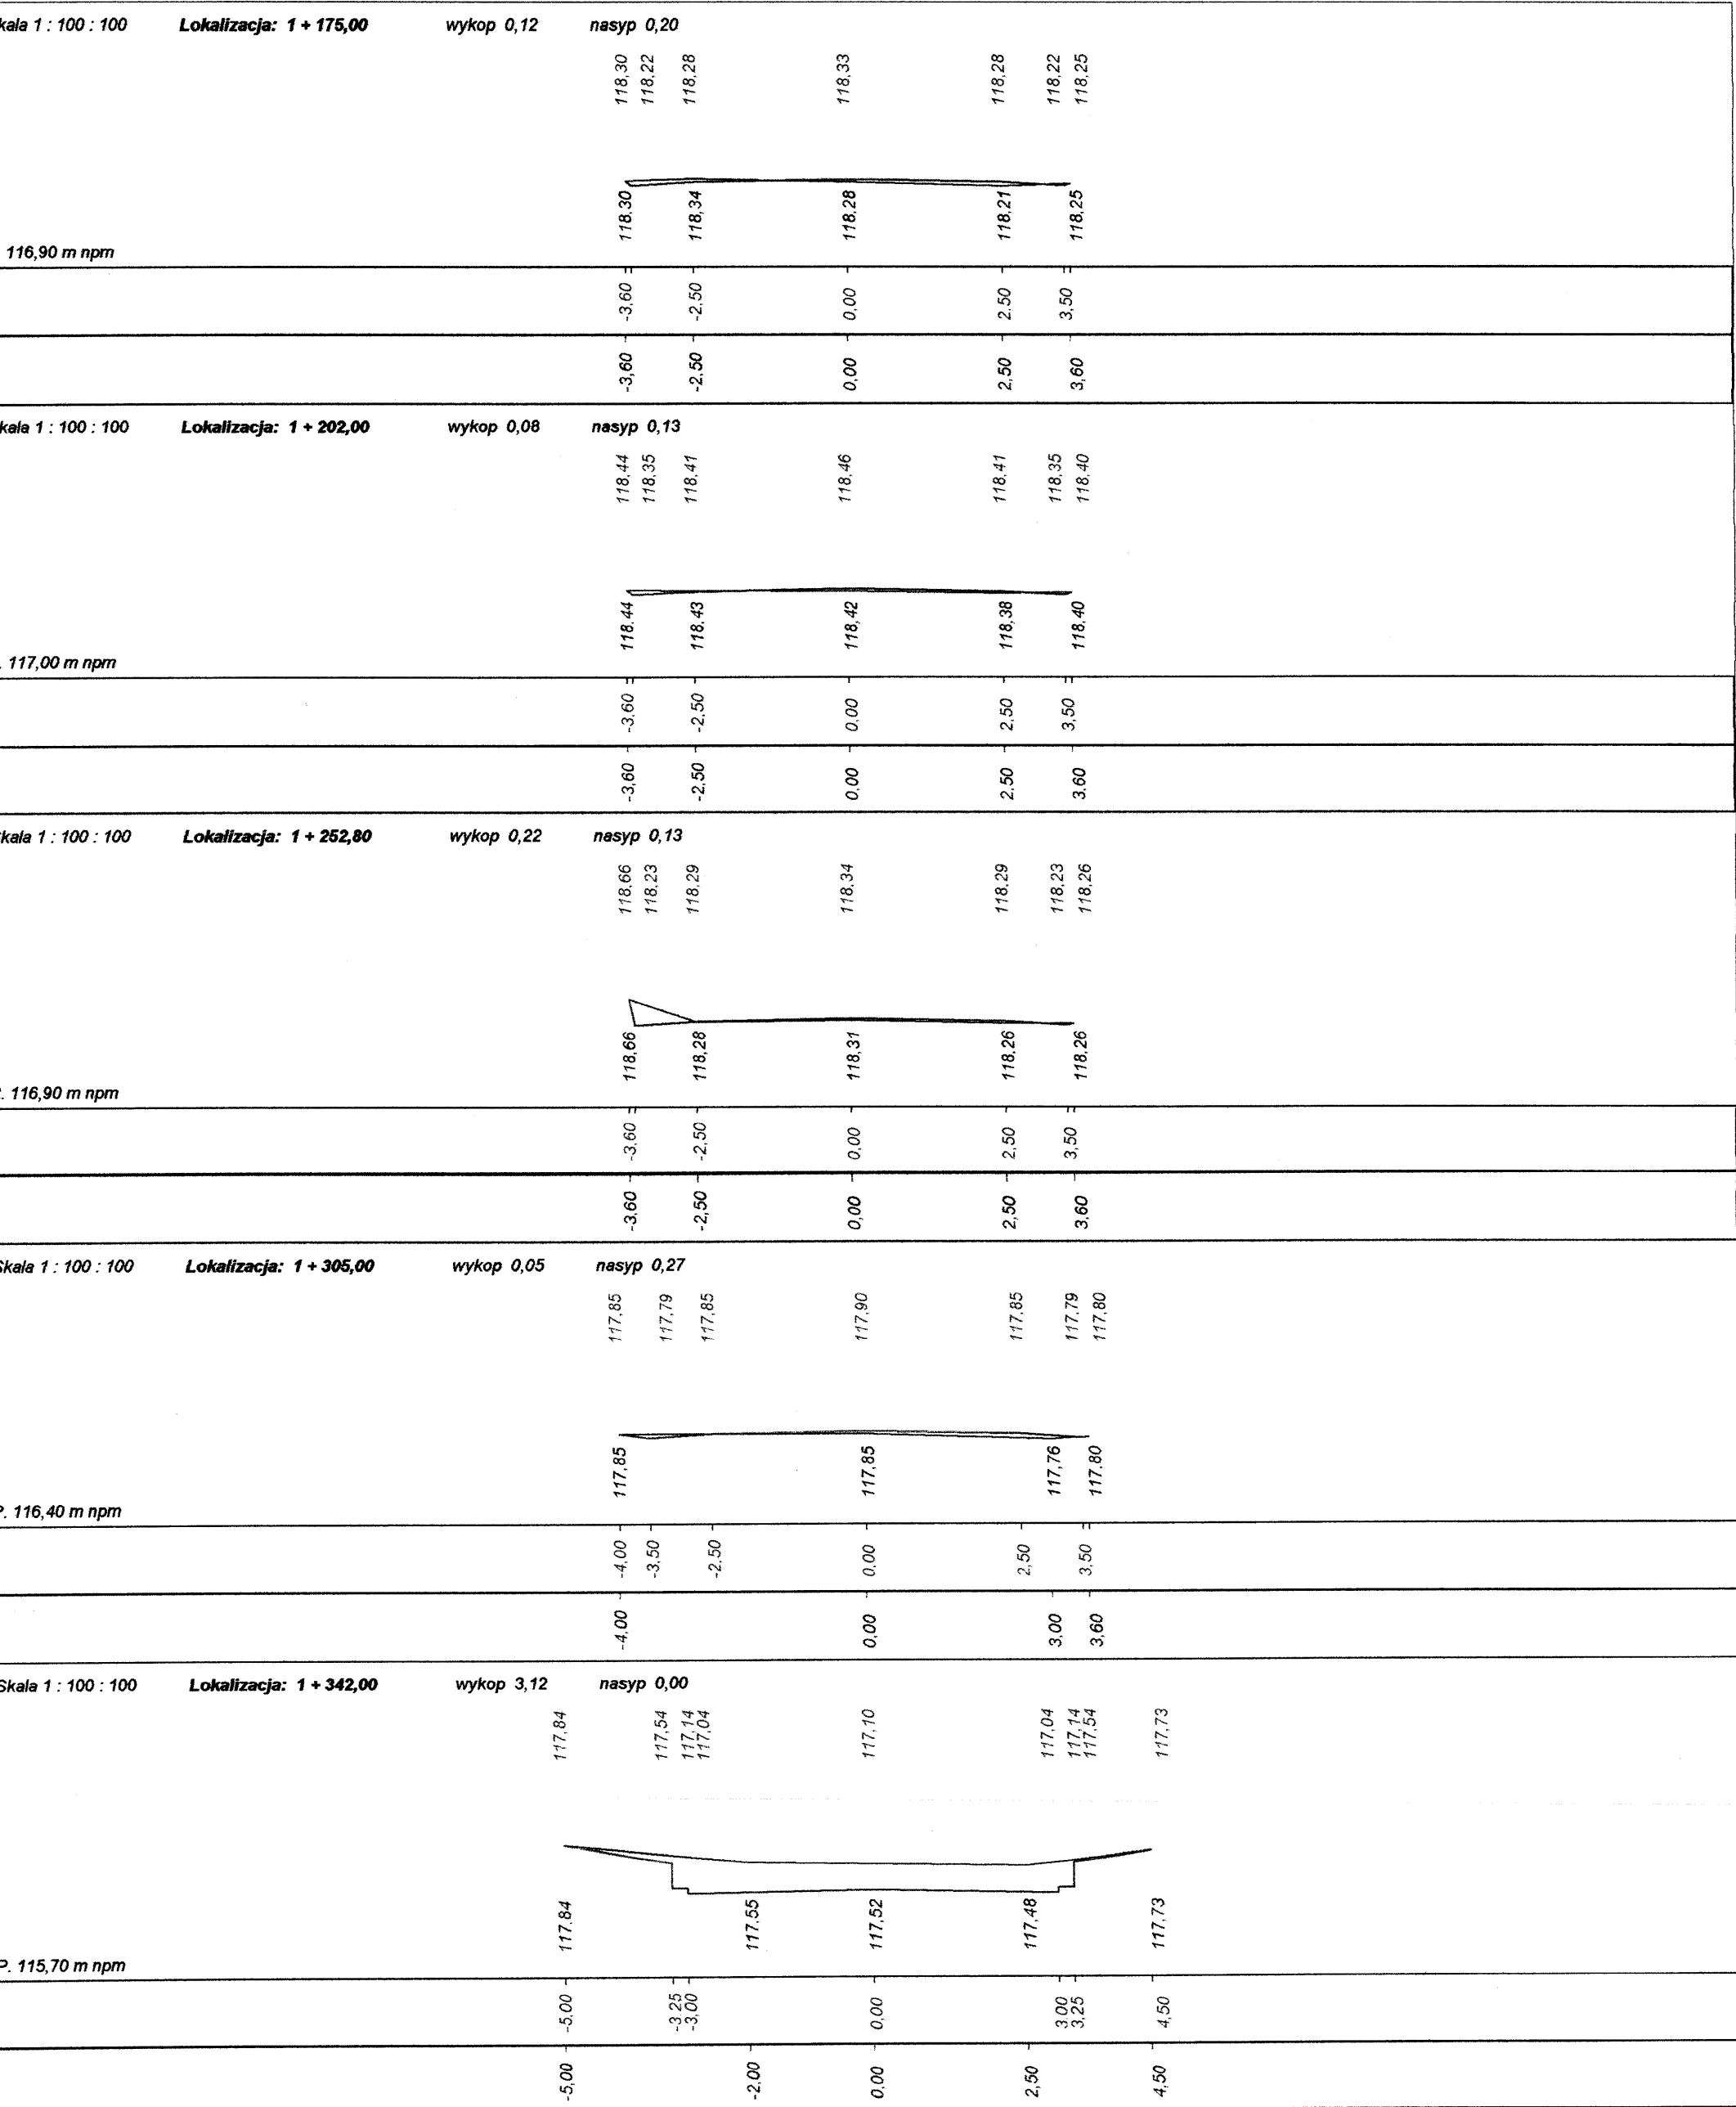 kala 1 : 100 : 100 Lokalizacja: 1 + 175,00 wykop 0,12 nasyp 0,20
118,30 118,22 118,28 118,33 118,28 118,22 118,25
118.30 118,34 118.28 118.21 118.25
116,90 m npm
-3,60 -2,50 0,00 2.50 3,50
-3,60 -2,50 0,00 2,50 3,60
kala 1 : 100 : 100 Lokalizacja: 1 + 202,00 wykop 0,08 nasyp 0,13
118,44 118,35 118,41 118,46 118,41 118,35 118,40
118.44 118.43 118,42 118,38 118.40
. 117,00 m npm
-3.60 -2,50 0,00 2,50 3,50
-3,60 -2,50 0,00 2,50 3,60
kala 1 : 100 : 100 Lokalizacja: 1 + 252,80 wykop 0,22 nasyp 0,13
118,66 118,23 118,29 118,34 118,29 118,23 118,26
118,66 118,28 118,31 118.26 118.26
. 116,90 m npm
-3.60 -2,50 0,00 2,50 3,50
-3,60 -2,50 0,00 2,50 3,60
Skala 1 : 100 : 100 Lokalizacja: 1 + 305,00 wykop 0,05 nasyp 0,27
117,85 117,79 117,85 117,90 117,85 117,79 117,80
117,85 117,85 117,76 117.80
P. 116,40 m npm
-4,00 -3,50 -2,50 0,00 2,50 3,50
-4,00 0,00 3,00 3,60
Skala 1 : 100 : 100 Lokalizacja: 1 + 342,00 wykop 3,12 nasyp 0,00
117,84 117,54 117,14 117,04 117,10 117,04 117,14 117,54 117,73
117.84 117.55 117,52 117.48 117,73
P. 115,70 m npm
-5,00 -3,25 -3,00 0,00 3,00 3,25 4,50
-5,00 -2,00 0,00 2,50 4,50